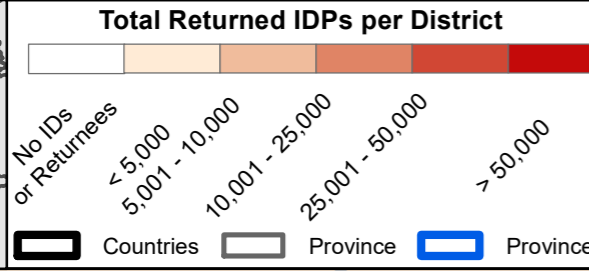 Total Returned IDPs per District
No IDs
or Returnees
< 5,000
5,001 - 10,000
10,001 - 25,000
25,001 - 50,000
> 50,000
Countries
Province
Province